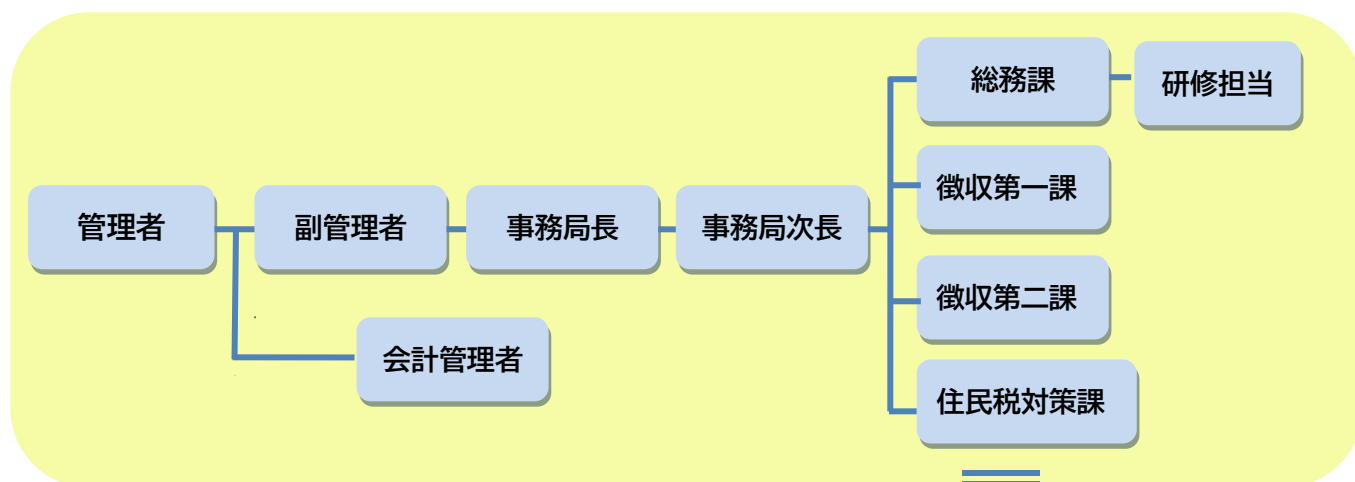 総務課
研修担当
徴収第一課
管理者
副管理者
事務局長
事務局次長
徴収第二課
会計管理者
住民税対策課